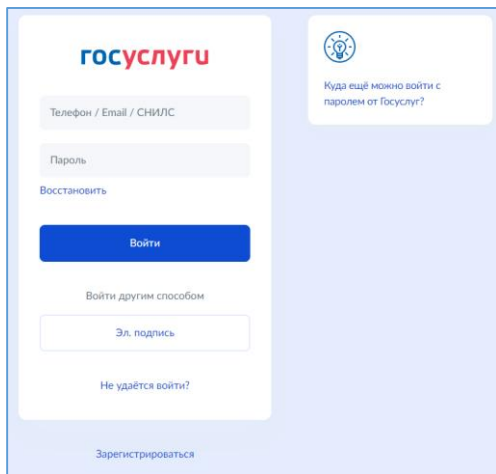 госуслуги
Телефон / Email / СНИЛС
Пароль
Восстановить
Войти
Войти другим способом
Эл. подпись
Не удаётся войти?
Зарегистрироваться
Куда ещё можно войти с
паролем от Госуслуг?